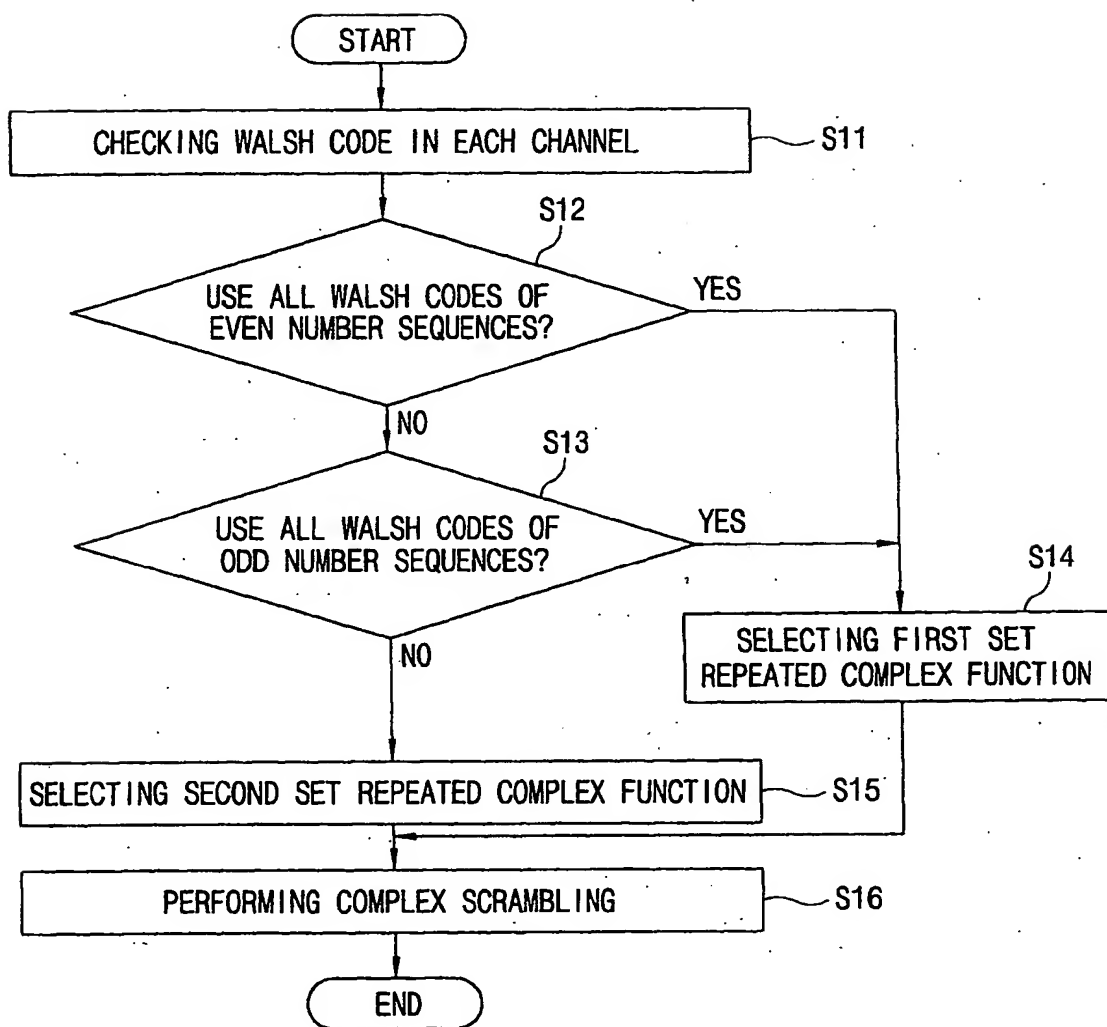 START
CHECKING WALSH CODE IN EACH CHANNEL
S11
S12
USE ALL WALSH CODES OF
EVEN NUMBER SEQUENCES?
YES
NO
S13
USE ALL WALSH CODES OF
ODD NUMBER SEQUENCES?
YES
NO
S14
SELECTING FIRST SET
REPEATED COMPLEX FUNCTION
SELECTING SECOND SET REPEATED COMPLEX FUNCTION
S15
PERFORMING COMPLEX SCRAMBLING
S16
END